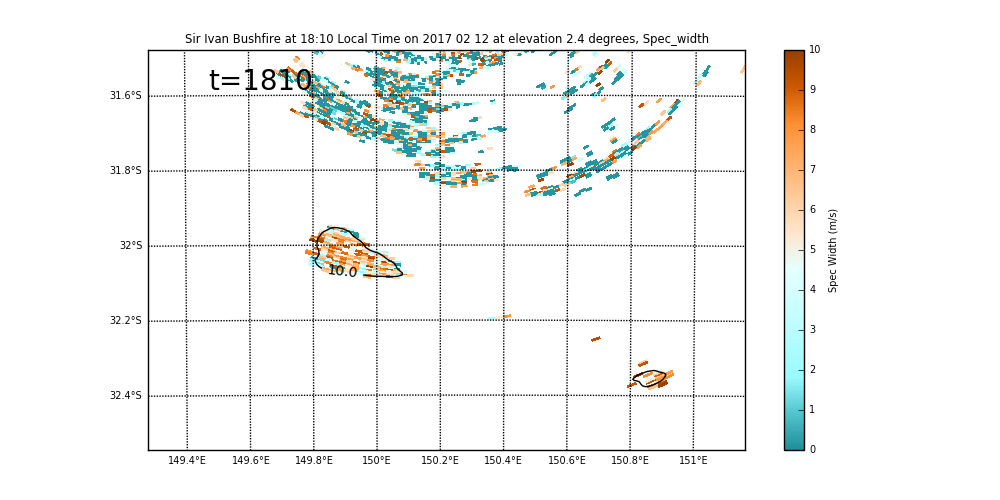 Sir Ivan Bushfire at 18:10 Local Time on 2017 02 12 at elevation 2.4 degrees, Spec_width
t=1810
31.6°S
31.8°S
32°S
32.2°S
32.4°S
10.0
149.4°E 149.6°E 149.8°E 150°E 150.2°E 150.4°E 150.6°E 150.8°E 151°E
10
9
8
7
6
5
4
3
2
1
0
Spec Width (m/s)